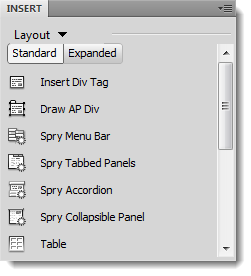 INSERT
Layout
Standard Expanded
Insert Div Tag
Draw AP Div
Spry Menu Bar
Spry Tabbed Panels
Spry Accordion
Spry Collapsible Panel
Table